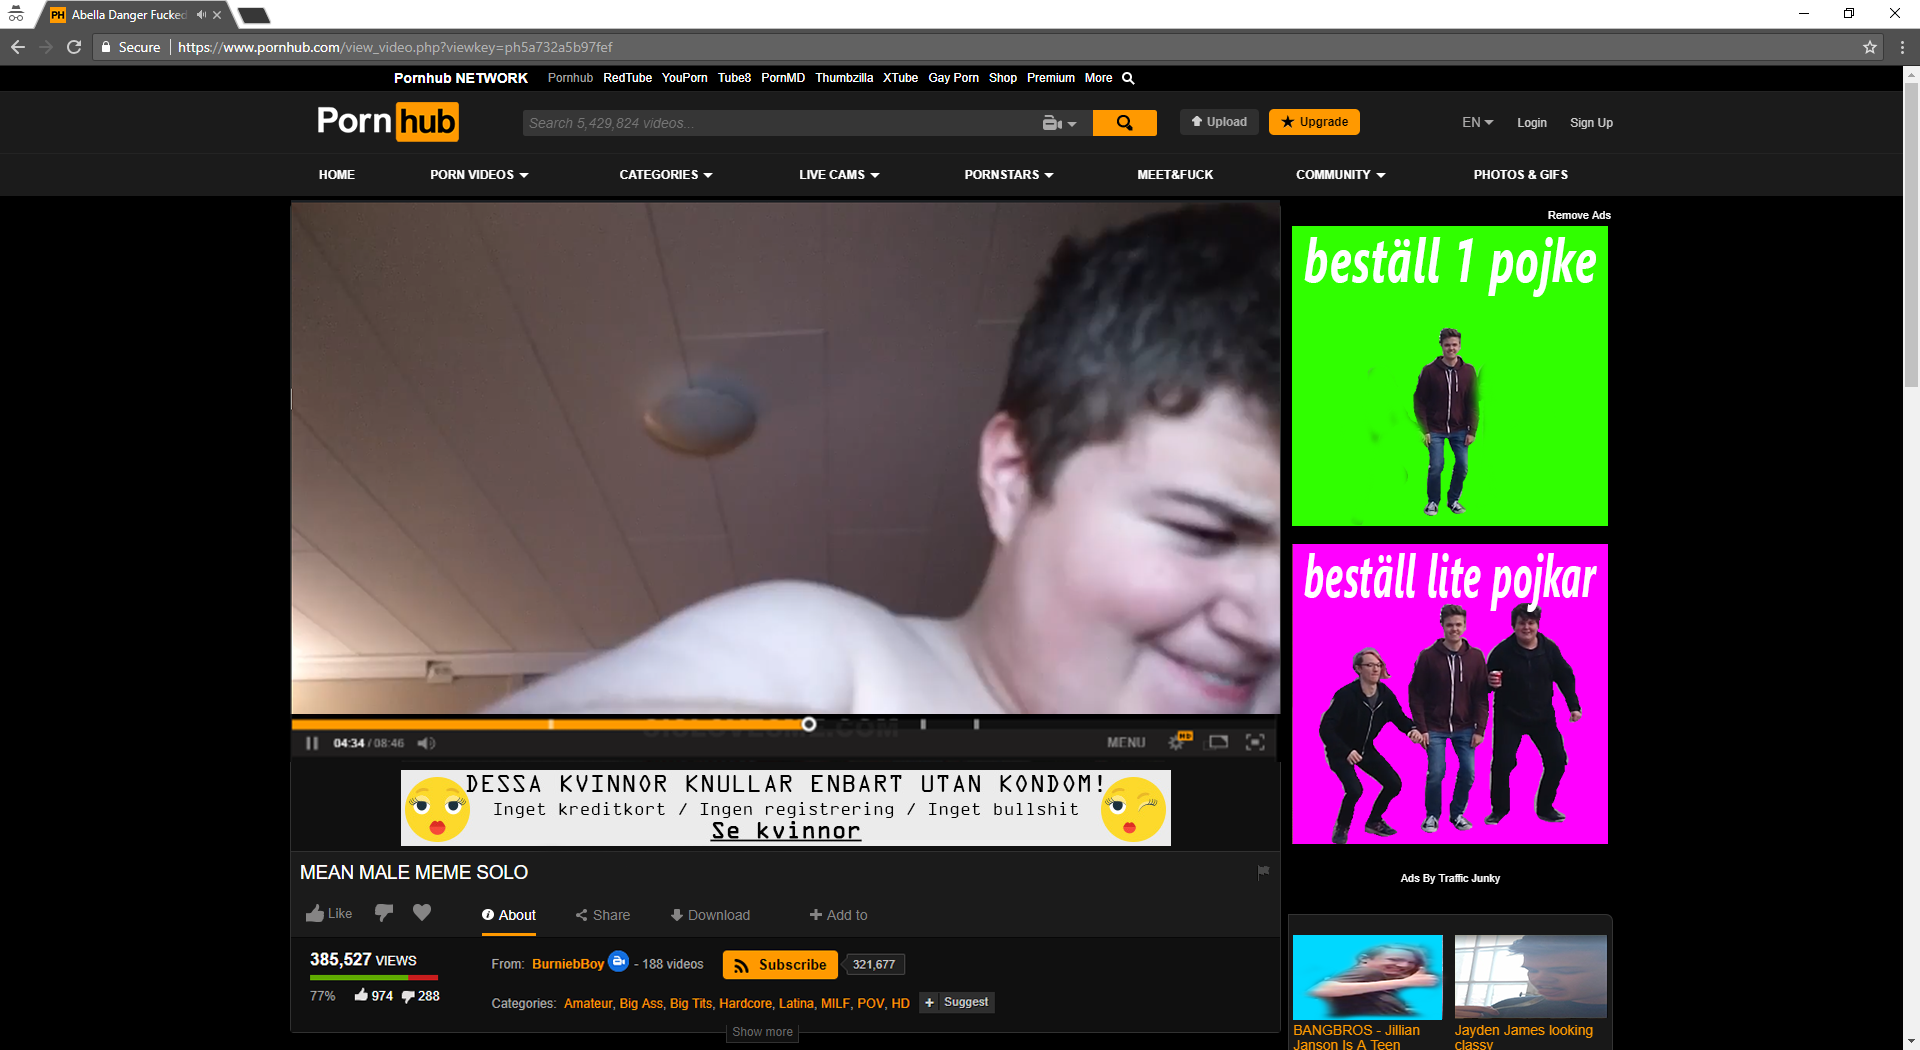 Abella Danger Fucked
Secure | https://www.pornhub.com/view_video.php?viewkey=ph5a732a5b97fef
Pornhub NETWORK Pornhub RedTube YouPorn Tube8 PornMD Thumbzilla XTube Gay Porn Shop Premium More
Porn hub
Search 5,429,824 videos...
Upload
Upgrade
EN Login Sign Up
HOME PORN VIDEOS CATEGORIES LIVE CAMS PORNSTARS MEET&FUCK COMMUNITY PHOTOS & GIFS
Remove Ads
beställ 1 pojke
beställ lite pojkar
Ads By Traffic Junky
04:34 / 08:46
MENU
HD
DESSA KVINNOR KNULLAR ENBART UTAN KONDOM!
Inget kreditkort / Ingen registrering / Inget bullshit
Se kvinnor
MEAN MALE MEME SOLO
Like About Share Download Add to
385,527 VIEWS
77% 974 288
From: BurniebBoy - 188 videos Subscribe 321,677
Categories: Amateur, Big Ass, Big Tits, Hardcore, Latina, MILF, POV, HD + Suggest
Show more
BANGBROS - Jillian
Janson Is A Teen
Jayden James looking
classy